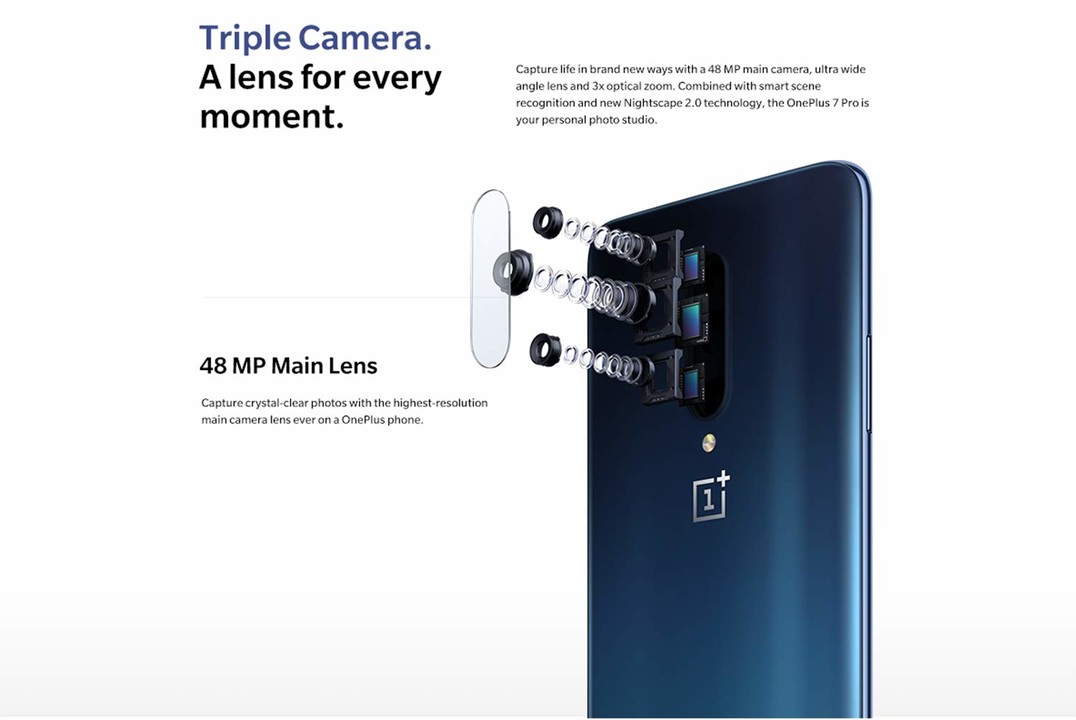 Triple Camera.
A lens for every
moment.
Capture life in brand new ways with a 48 MP main camera, ultra wide
angle lens and 3x optical zoom. Combined with smart scene
recognition and new Nightscape 2.0 technology, the OnePlus 7 Pro is
your personal photo studio.
48 MP Main Lens
Capture crystal-clear photos with the highest-resolution
main camera lens ever on a OnePlus phone.
1+